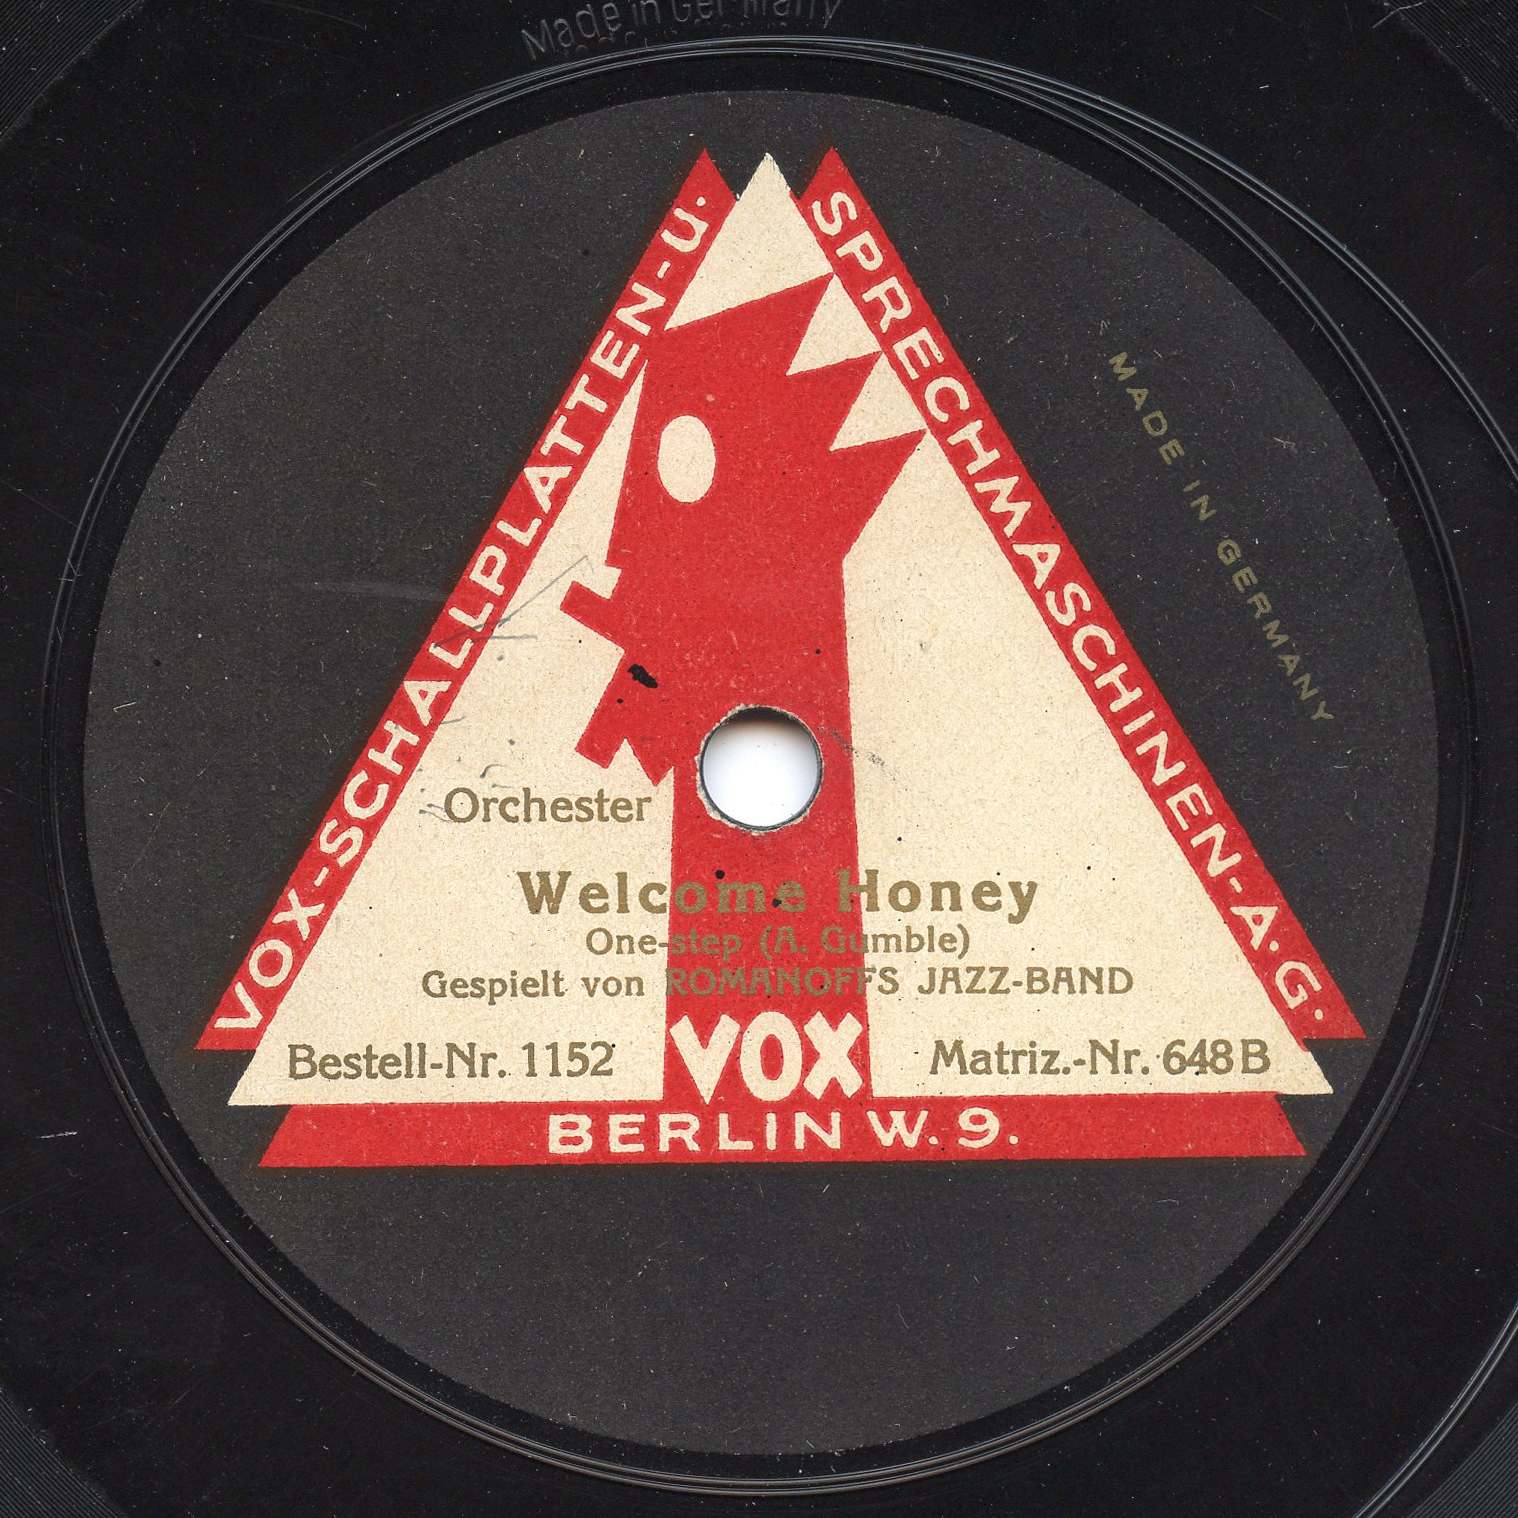 Made in Germany
VOX-SCHALLPLATTEN-U.
SPRECHMASCHINEN-A.G.
MADE IN GERMANY
Orchester
Welcome Honey
One-step (A. Gumble)
Gespielt von ROMANOFFS JAZZ-BAND
Bestell-Nr. 1152
VOX
Matriz.-Nr. 648B
BERLIN W. 9.